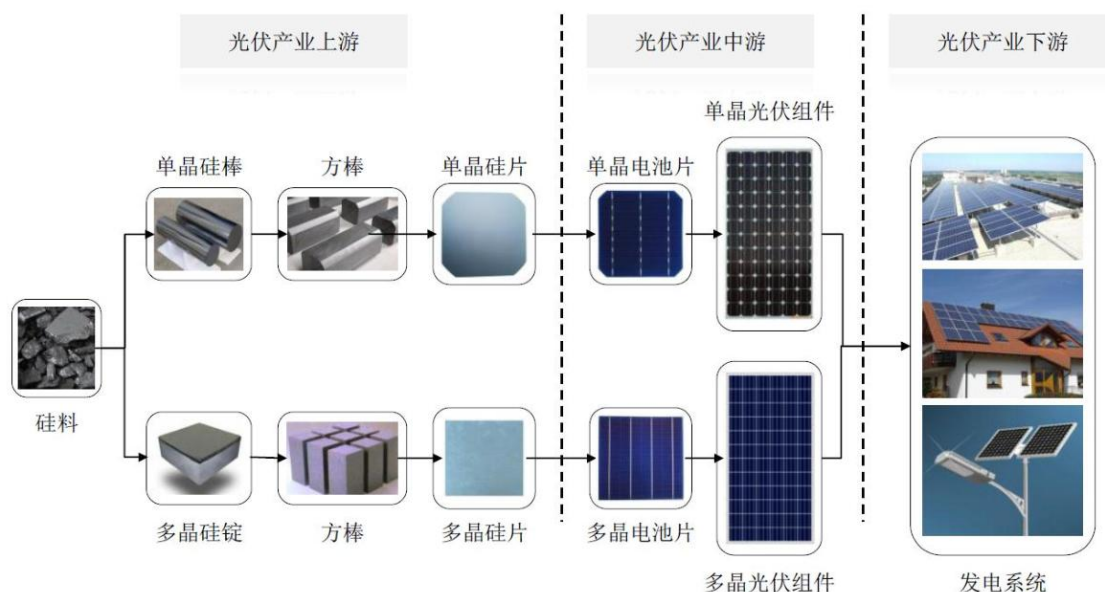 光伏产业上游
光伏产业中游
光伏产业下游
单晶光伏组件
单晶硅棒
方棒
单晶硅片
单晶电池片
硅料
多晶硅锭
方棒
多晶硅片
多晶电池片
多晶光伏组件
发电系统